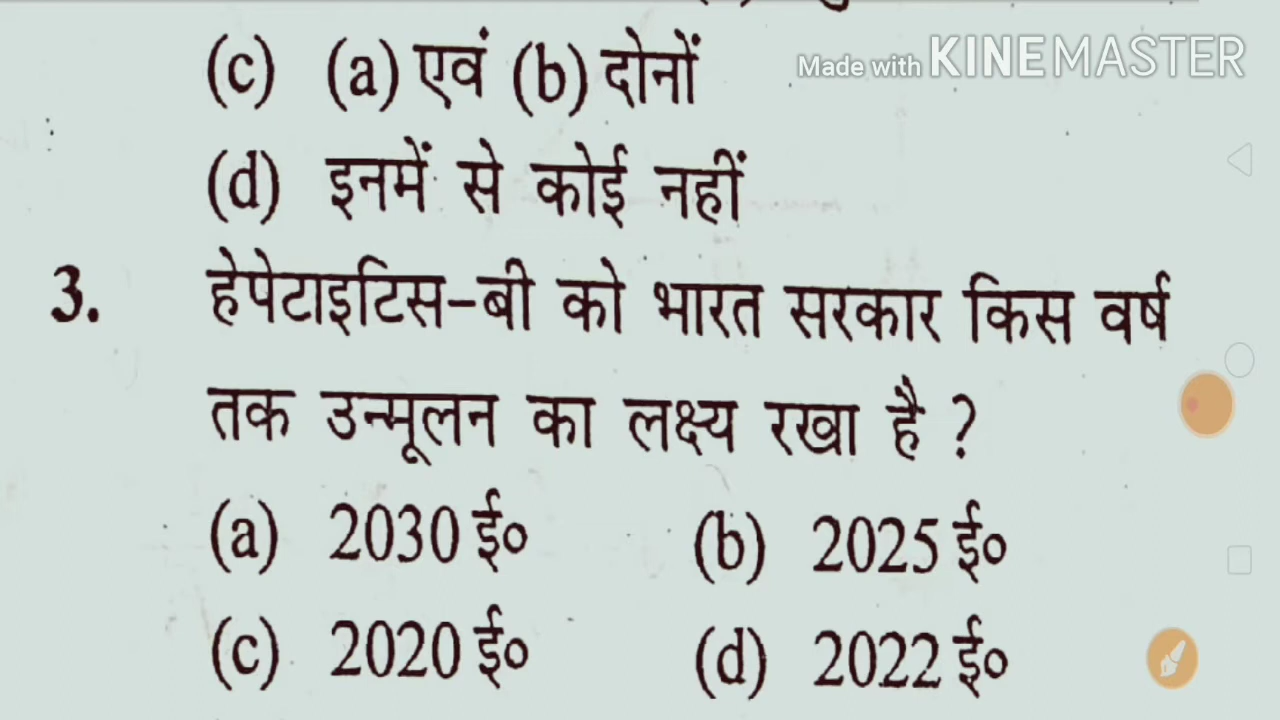 Made with KINEMASTER
(c) (a) एवं (b) दोनों
(d) इनमें से कोई नहीं
3. हेपेटाइटिस-बी को भारत सरकार किस वर्ष
तक उन्मूलन का लक्ष्य रखा है ?
(a) 2030 ई० (b) 2025 ई०
(c) 2020 ई० (d) 2022 ई०